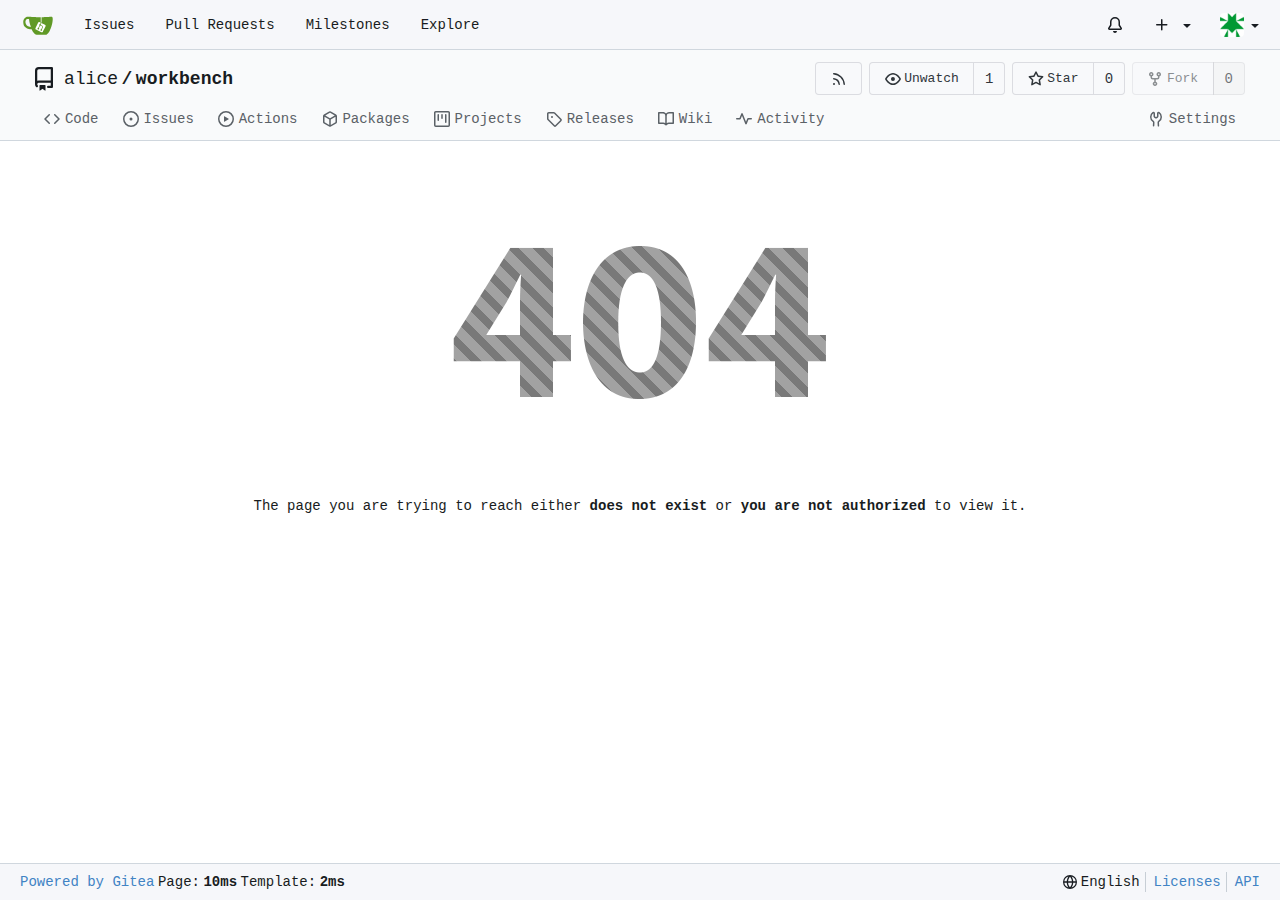 Issues Pull Requests Milestones Explore
alice / workbench Unwatch 1 Star 0 Fork 0
Code Issues Actions Packages Projects Releases Wiki Activity Settings
404
The page you are trying to reach either does not exist or you are not authorized to view it.
Powered by Gitea Page: 10ms Template: 2ms English Licenses API